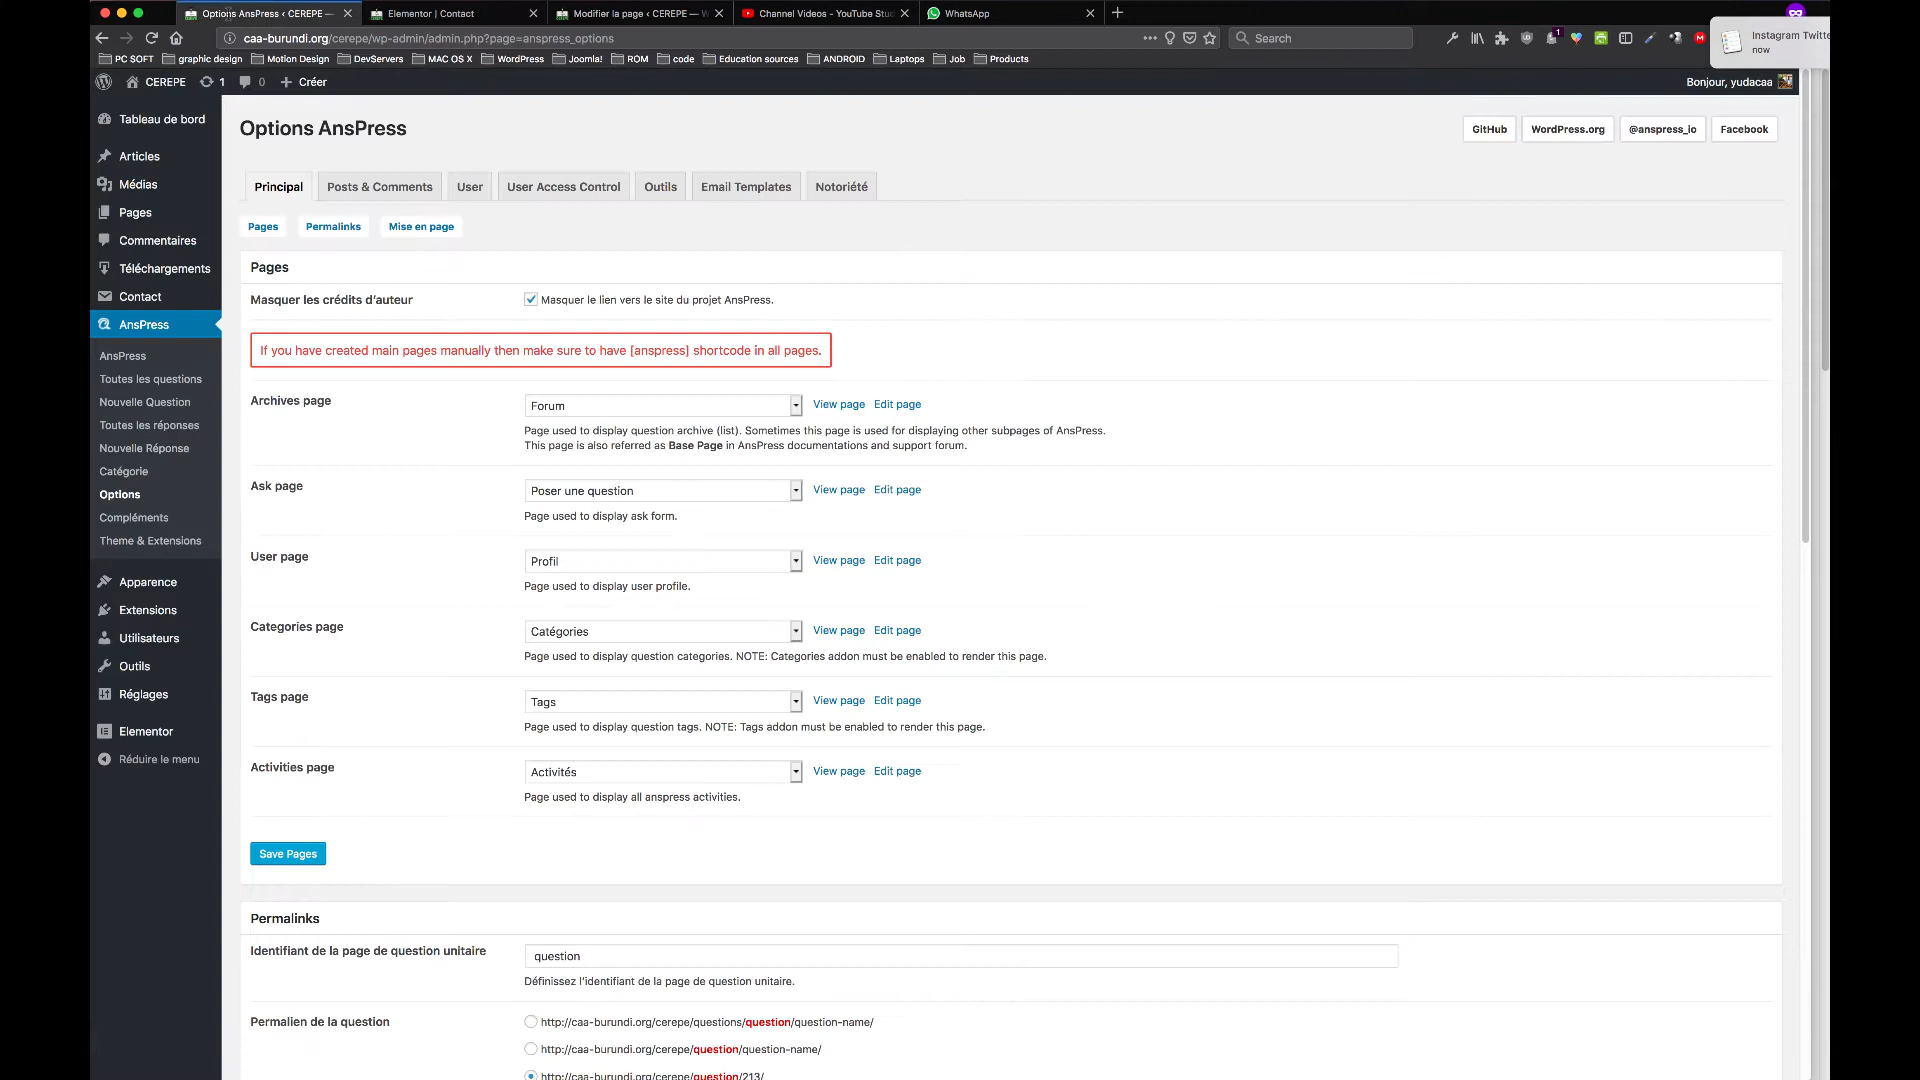 Options AnsPress ‹ CEREPE —
Elementor | Contact
Modifier la page ‹ CEREPE — W
Channel Videos - YouTube Stud
WhatsApp
caa-burundi.org/cerepe/wp-admin/admin.php?page=anspress_options
Search
1
M
Instagram Twitte
now
PC SOFT
graphic design
Motion Design
DevServers
MAC OS X
WordPress
Joomla!
ROM
code
Education sources
ANDROID
Laptops
Job
Products
CEREPE
1
0
Créer
Bonjour, yudacaa
Tableau de bord
Articles
Médias
Pages
Commentaires
Téléchargements
Contact
AnsPress
AnsPress
Toutes les questions
Nouvelle Question
Toutes les réponses
Nouvelle Réponse
Catégorie
Options
Compléments
Theme & Extensions
Apparence
Extensions
Utilisateurs
Outils
Réglages
Elementor
Réduire le menu
Options AnsPress
GitHub
WordPress.org
@anspress_io
Facebook
Principal
Posts & Comments
User
User Access Control
Outils
Email Templates
Notoriété
Pages
Permalinks
Mise en page
Pages
Masquer les crédits d'auteur
Masquer le lien vers le site du projet AnsPress.
If you have created main pages manually then make sure to have [anspress] shortcode in all pages.
Archives page
Forum
View page
Edit page
Page used to display question archive (list). Sometimes this page is used for displaying other subpages of AnsPress.
This page is also referred as Base Page in AnsPress documentations and support forum.
Ask page
Poser une question
View page
Edit page
Page used to display ask form.
User page
Profil
View page
Edit page
Page used to display user profile.
Categories page
Catégories
View page
Edit page
Page used to display question categories. NOTE: Categories addon must be enabled to render this page.
Tags page
Tags
View page
Edit page
Page used to display question tags. NOTE: Tags addon must be enabled to render this page.
Activities page
Activités
View page
Edit page
Page used to display all anspress activities.
Save Pages
Permalinks
Identifiant de la page de question unitaire
question
Définissez l'identifiant de la page de question unitaire.
Permalien de la question
http://caa-burundi.org/cerepe/questions/question/question-name/
http://caa-burundi.org/cerepe/question/question-name/
http://caa-burundi.org/cerepe/question/213/